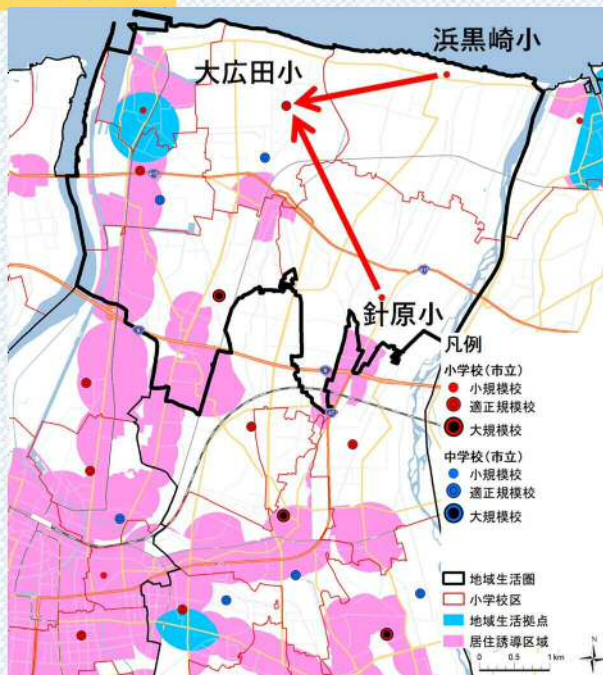 浜黒崎小
大広田小
針原小
凡例
小学校(市立)
小規模校
適正規模校
大規模校
中学校(市立)
小規模校
適正規模校
大規模校
地域生活圏
小学校区
地域生活拠点
居住誘導区域
0 0.5 1 km
N